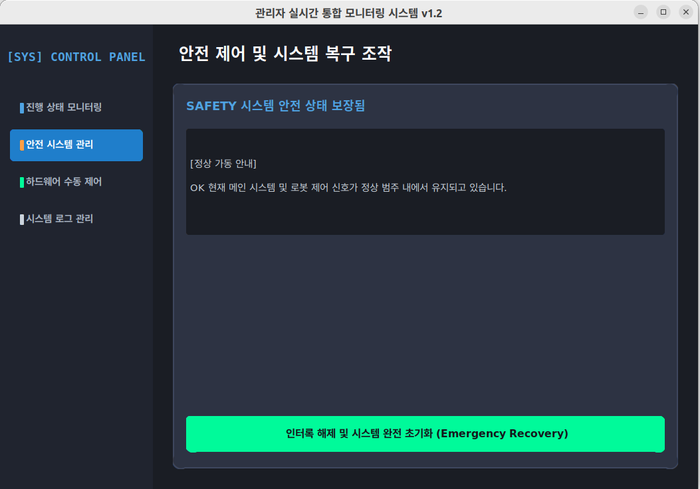 관리자 실시간 통합 모니터링 시스템 v1.2
[SYS] CONTROL PANEL
진행 상태 모니터링
안전 시스템 관리
하드웨어 수동 제어
시스템 로그 관리
안전 제어 및 시스템 복구 조작
SAFETY 시스템 안전 상태 보장됨
[정상 가동 안내]
OK 현재 메인 시스템 및 로봇 제어 신호가 정상 범주 내에서 유지되고 있습니다.
인터록 해제 및 시스템 완전 초기화 (Emergency Recovery)